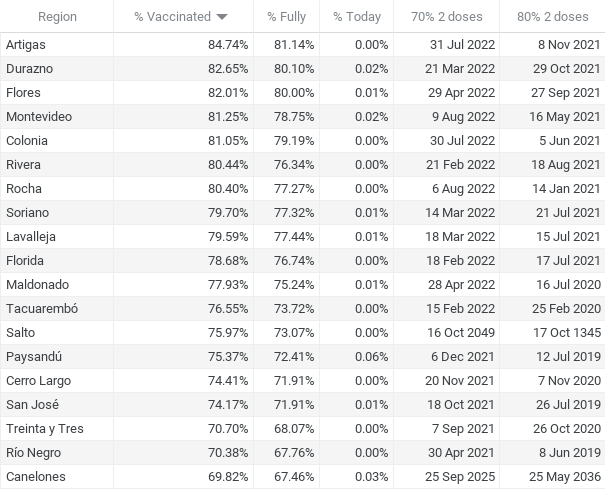 Region % Vaccinated % Fully % Today 70% 2 doses 80% 2 doses
Artigas 84.74% 81.14% 0.00% 31 Jul 2022 8 Nov 2021
Durazno 82.65% 80.10% 0.02% 21 Mar 2022 29 Oct 2021
Flores 82.01% 80.00% 0.01% 29 Apr 2022 27 Sep 2021
Montevideo 81.25% 78.75% 0.02% 9 Aug 2022 16 May 2021
Colonia 81.05% 79.19% 0.00% 30 Jul 2022 5 Jun 2021
Rivera 80.44% 76.34% 0.00% 21 Feb 2022 18 Aug 2021
Rocha 80.40% 77.27% 0.00% 6 Aug 2022 14 Jan 2021
Soriano 79.70% 77.32% 0.01% 14 Mar 2022 21 Jul 2021
Lavalleja 79.59% 77.44% 0.01% 18 Mar 2022 15 Jul 2021
Florida 78.68% 76.74% 0.00% 18 Feb 2022 17 Jul 2021
Maldonado 77.93% 75.24% 0.01% 28 Apr 2022 16 Jul 2020
Tacuarembó 76.55% 73.72% 0.00% 15 Feb 2022 25 Feb 2020
Salto 75.97% 73.07% 0.00% 16 Oct 2049 17 Oct 1345
Paysandú 75.37% 72.41% 0.06% 6 Dec 2021 12 Jul 2019
Cerro Largo 74.41% 71.91% 0.00% 20 Nov 2021 7 Nov 2020
San José 74.17% 71.91% 0.01% 18 Oct 2021 26 Jul 2019
Treinta y Tres 70.70% 68.07% 0.00% 7 Sep 2021 26 Oct 2020
Río Negro 70.38% 67.76% 0.00% 30 Apr 2021 8 Jun 2019
Canelones 69.82% 67.46% 0.03% 25 Sep 2025 25 May 2036